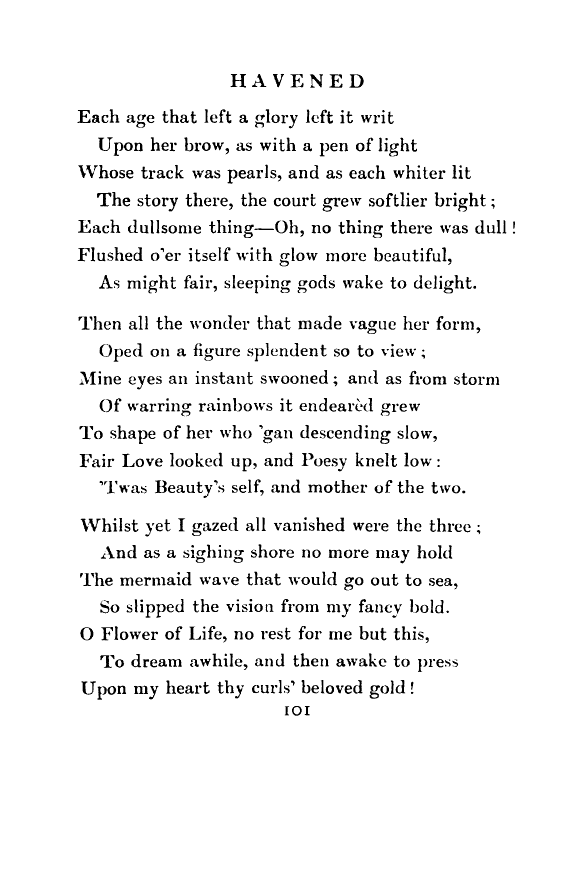 HAVENED
Each age that left a glory left it writ
Upon her brow, as with a pen of light
Whose track was pearls, and as each whiter lit
The story there, the court grew softlier bright ;
Each dullsome thing—Oh, no thing there was dull !
Flushed o'er itself with glow more beautiful,
As might fair, sleeping gods wake to delight.
Then all the wonder that made vague her form,
Oped on a figure splendent so to view ;
Mine eyes an instant swooned ; and as from storm
Of warring rainbows it endearèd grew
To shape of her who 'gan descending slow,
Fair Love looked up, and Poesy knelt low :
'Twas Beauty's self, and mother of the two.
Whilst yet I gazed all vanished were the three ;
And as a sighing shore no more may hold
The mermaid wave that would go out to sea,
So slipped the vision from my fancy bold.
O Flower of Life, no rest for me but this,
To dream awhile, and then awake to press
Upon my heart thy curls' beloved gold !
101